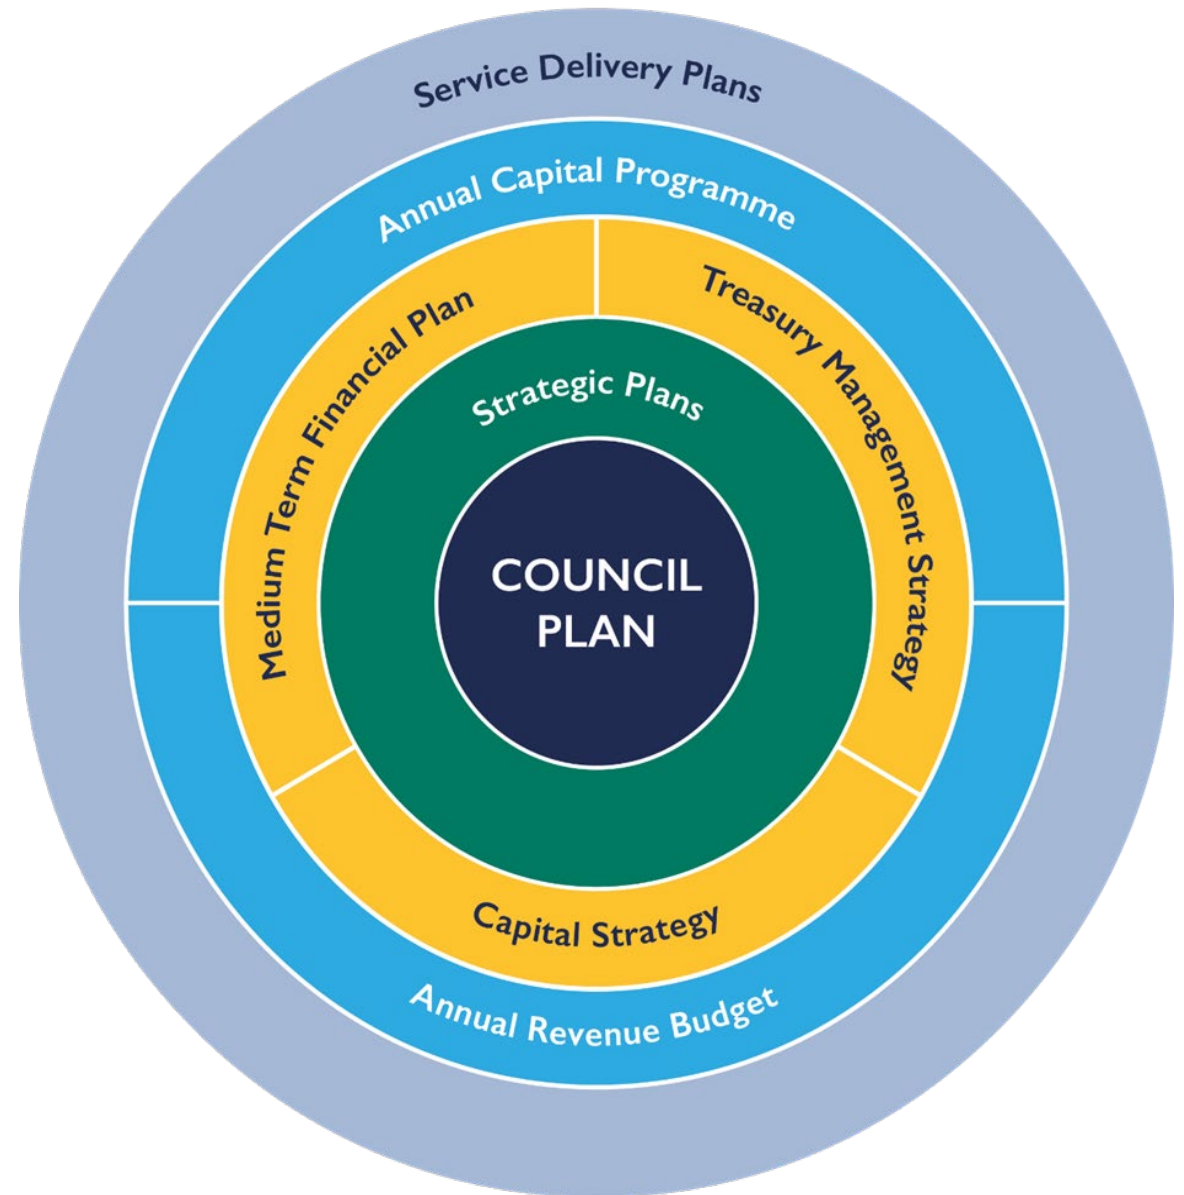 Service Delivery Plans
Annual Capital Programme
Medium Term Financial Plan
Treasury Management Strategy
Strategic Plans
COUNCIL
PLAN
Capital Strategy
Annual Revenue Budget